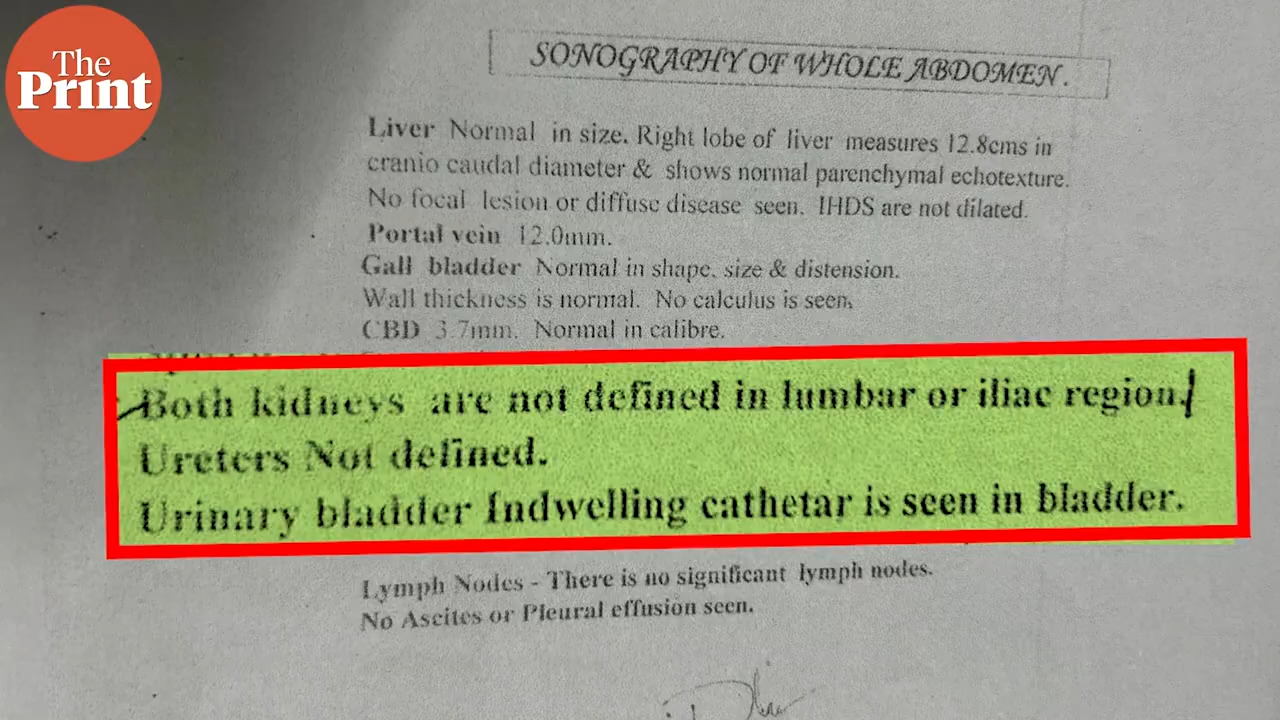 The
Print
SONOGRAPHY OF WHOLE ABDOMEN.
Liver Normal in size. Right lobe of liver measures 12.8cms in
cranio caudal diameter & shows normal parenchymal echotexture.
No focal lesion or diffuse disease seen. IHDS are not dilated.
Portal vein 12.0mm.
Gall bladder Normal in shape, size & distension.
Wall thickness is normal. No calculus is seen.
CBD 3.7mm. Normal in calibre.
Both kidneys are not defined in lumbar or iliac region.
Ureters Not defined.
Urinary bladder Indwelling cathetar is seen in bladder.
Lymph Nodes - There is no significant lymph nodes.
No Ascites or Pleural effusion seen.